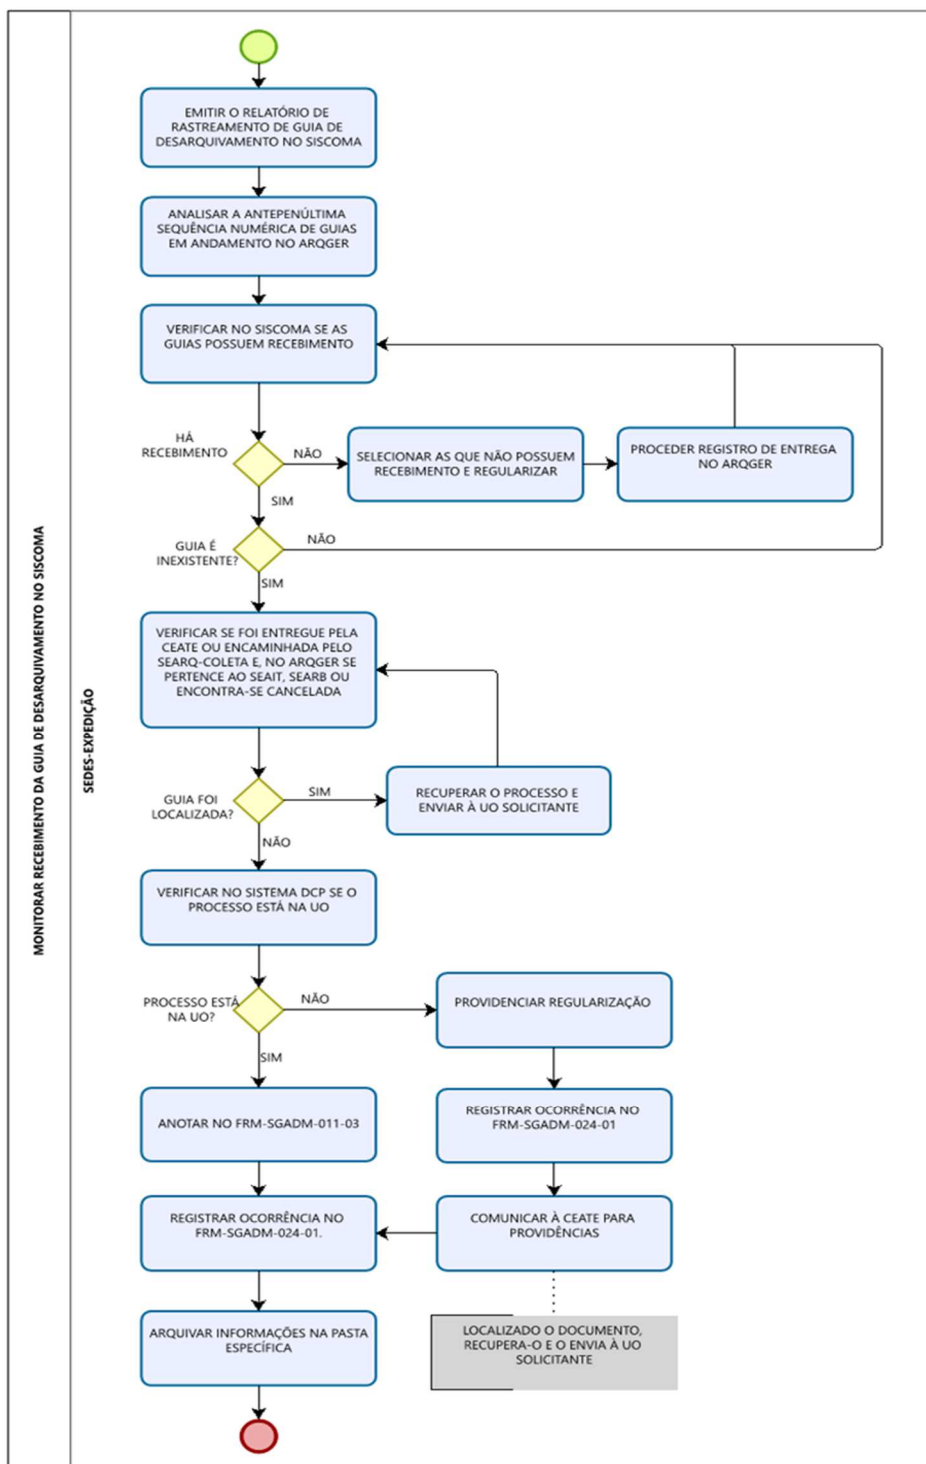 MONITORAR RECEBIMENTO DA GUIA DE DESARQUIVAMENTO NO SISCOMA
SEDES-EXPEDIÇÃO
EMITIR O RELATÓRIO DE
RASTREAMENTO DE GUIA DE
DESARQUIVAMENTO NO SISCOMA
ANALISAR A ANTEPENÚLTIMA
SEQUÊNCIA NUMÉRICA DE GUIAS
EM ANDAMENTO NO ARQGER
VERIFICAR NO SISCOMA SE AS
GUIAS POSSUEM RECEBIMENTO
HÁ
RECEBIMENTO
NÃO
SELECIONAR AS QUE NÃO POSSUEM
RECEBIMENTO E REGULARIZAR
PROCEDER REGISTRO DE ENTREGA
NO ARQGER
SIM
GUIA É
INEXISTENTE?
NÃO
SIM
VERIFICAR SE FOI ENTREGUE PELA
CEATE OU ENCAMINHADA PELO
SEARQ-COLETA E, NO ARQGER SE
PERTENCE AO SEAIT, SEARB OU
ENCONTRA-SE CANCELADA
GUIA FOI
LOCALIZADA?
SIM
RECUPERAR O PROCESSO E
ENVIAR À UO SOLICITANTE
NÃO
VERIFICAR NO SISTEMA DCP SE O
PROCESSO ESTÁ NA UO
PROCESSO ESTÁ
NA UO?
NÃO
PROVIDENCIAR REGULARIZAÇÃO
SIM
ANOTAR NO FRM-SGADM-011-03
REGISTRAR OCORRÊNCIA NO
FRM-SGADM-024-01
REGISTRAR OCORRÊNCIA NO
FRM-SGADM-024-01.
COMUNICAR À CEATE PARA
PROVIDÊNCIAS
ARQUIVAR INFORMAÇÕES NA PASTA
ESPECÍFICA
LOCALIZADO O DOCUMENTO,
RECUPERA-O E O ENVIA À UO
SOLICITANTE